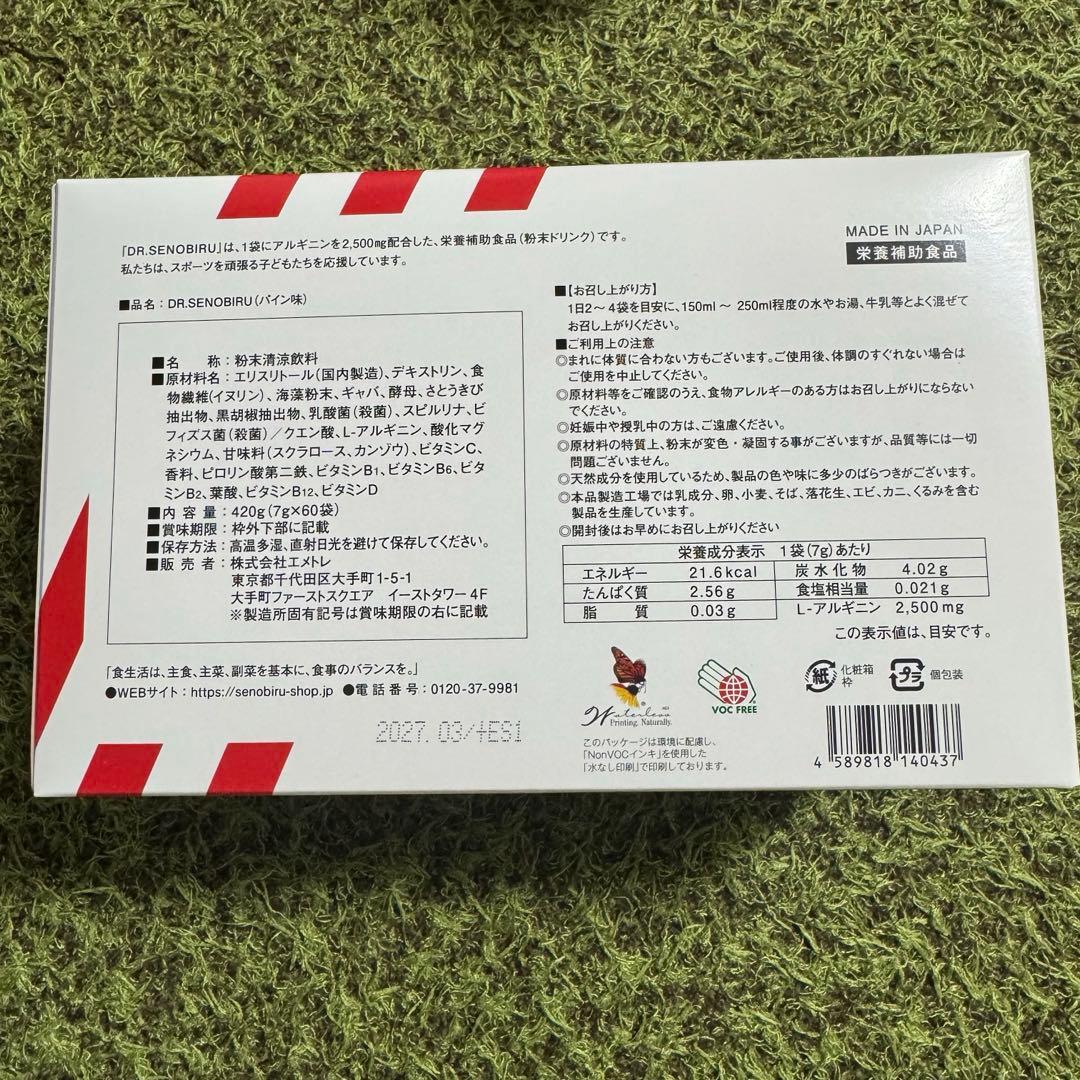 「DR.SENOBIRU」は、1袋にアルギニンを2,500mg配合した、栄養補助食品(粉末ドリンク)です。
私たちは、スポーツを頑張る子どもたちを応援しています。
■品名：DR.SENOBIRU(パイン味)
■名　　称：粉末清涼飲料
■原材料名：エリスリトール(国内製造)、デキストリン、食
物繊維(イヌリン)、海藻粉末、ギャバ、酵母、さとうきび
抽出物、黒胡椒抽出物、乳酸菌(殺菌)、スピルリナ、ビ
フィズス菌(殺菌)／クエン酸、L-アルギニン、酸化マグ
ネシウム、甘味料(スクラロース、カンゾウ)、ビタミンC、
香料、ピロリン酸第二鉄、ビタミンB1、ビタミンB6、ビタ
ミンB2、葉酸、ビタミンB12、ビタミンD
■内 容 量：420g(7g×60袋)
■賞味期限：枠外下部に記載
■保存方法：高温多湿、直射日光を避けて保存してください。
■販 売 者：株式会社エメトレ
東京都千代田区大手町1-5-1
大手町ファーストスクエア　イーストタワー 4F
※製造所固有記号は賞味期限の右に記載
「食生活は、主食、主菜、副菜を基本に、食事のバランスを。」
●WEBサイト：https://senobiru-shop.jp ●電話番号：0120-37-9981
2027.03/+ES1
MADE IN JAPAN
栄養補助食品
■【お召し上がり方】
1日2～4袋を目安に、150ml～250ml程度の水やお湯、牛乳等とよく混ぜて
お召し上がりください。
■ご利用上の注意
◎まれに体質に合わない方もございます。ご使用後、体調のすぐれない場合は
ご使用を中止してください。
◎原材料等をご確認のうえ、食物アレルギーのある方はお召し上がりにならない
でください。
◎妊娠中や授乳中の方は、ご遠慮ください。
◎原材料の特質上、粉末が変色・凝固する事がございますが、品質等には一切
問題ございません。
◎天然成分を使用しているため、製品の色や味に多少のばらつきがございます。
◎本品製造工場では乳成分、卵、小麦、そば、落花生、エビ、カニ、くるみを含む
製品を生産しています。
◎開封後はお早めにお召し上がりください
栄養成分表示　1袋(7g)あたり
エネルギー 21.6kcal 炭水化物 4.02g
たんぱく質 2.56g 食塩相当量 0.021g
脂　質 0.03g L-アルギニン 2,500mg
この表示値は、目安です。
Waterless
Printing. Naturally.
VOC FREE
紙 化粧箱
枠
プラ 個包装
このパッケージは環境に配慮し、
「NonVOCインキ」を使用した
「水なし印刷」で印刷しております。
4 589818 140437